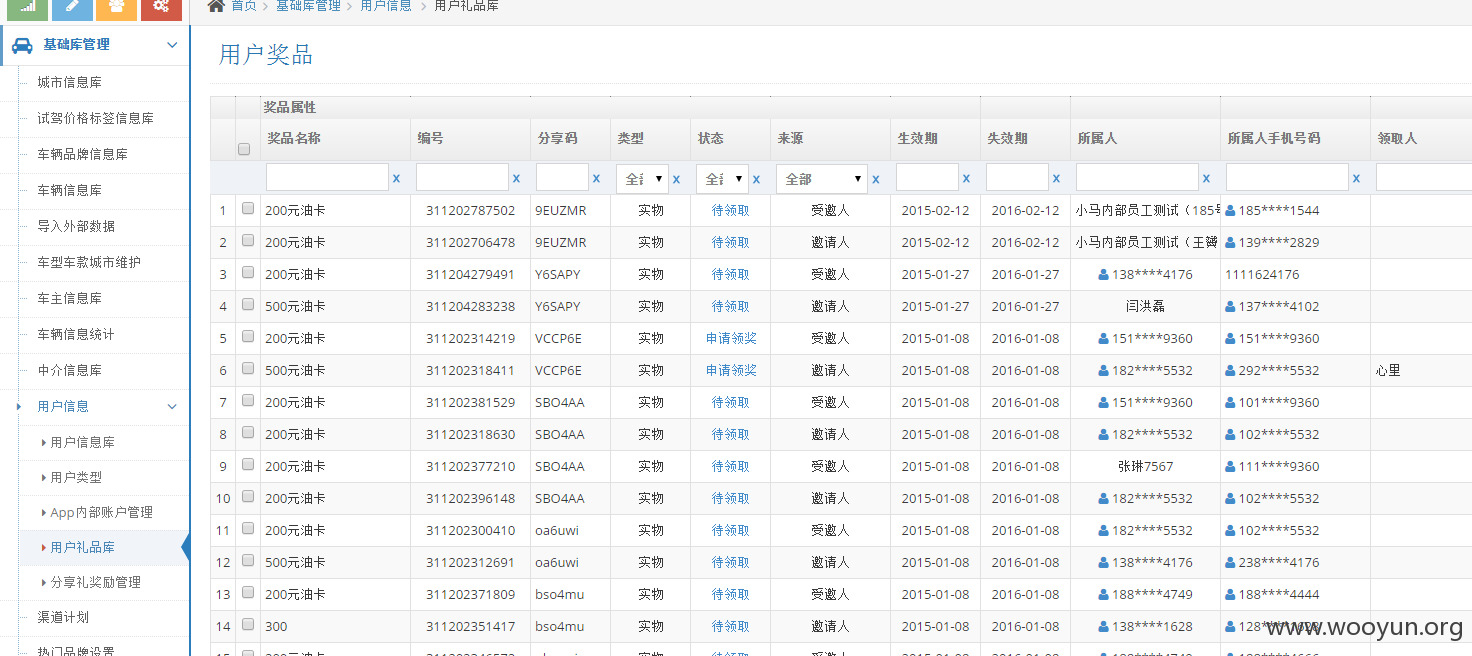 首页 > 基础库管理 > 用户信息 > 用户礼品库
基础库管理
城市信息库
试驾价格标签信息库
车辆品牌信息库
车辆信息库
导入外部数据
车型车款城市维护
车主信息库
车辆信息统计
中介信息库
用户信息
用户信息库
用户类型
App内部账户管理
用户礼品库
分享礼奖励管理
渠道计划
热门品牌设置
用户奖品
奖品属性
奖品名称 编号 分享码 类型 状态 来源 生效期 失效期 所属人 所属人手机号码 领取人
x x x 全 x 全 x 全部 x x x x x
1 200元油卡 311202787502 9EUZMR 实物 待领取 受邀人 2015-02-12 2016-02-12 小马内部员工测试（185号 185****1544
2 200元油卡 311202706478 9EUZMR 实物 待领取 邀请人 2015-02-12 2016-02-12 小马内部员工测试（王 139****2829
3 200元油卡 311204279491 Y6SAPY 实物 待领取 受邀人 2015-01-27 2016-01-27 138****4176 1111624176
4 500元油卡 311204283238 Y6SAPY 实物 待领取 邀请人 2015-01-27 2016-01-27 闫洪磊 137****4102
5 200元油卡 311202314219 VCCP6E 实物 申请领奖 受邀人 2015-01-08 2016-01-08 151****9360 151****9360
6 500元油卡 311202318411 VCCP6E 实物 申请领奖 邀请人 2015-01-08 2016-01-08 182****5532 292****5532 心里
7 200元油卡 311202381529 SBO4AA 实物 待领取 受邀人 2015-01-08 2016-01-08 151****9360 101****9360
8 200元油卡 311202318630 SBO4AA 实物 待领取 邀请人 2015-01-08 2016-01-08 182****5532 102****5532
9 200元油卡 311202377210 SBO4AA 实物 待领取 受邀人 2015-01-08 2016-01-08 张琳7567 111****9360
10 200元油卡 311202396148 SBO4AA 实物 待领取 邀请人 2015-01-08 2016-01-08 182****5532 102****5532
11 200元油卡 311202300410 oa6uwi 实物 待领取 受邀人 2015-01-08 2016-01-08 182****5532 102****5532
12 500元油卡 311202312691 oa6uwi 实物 待领取 邀请人 2015-01-08 2016-01-08 138****4176 238****4176
13 200元油卡 311202371809 bso4mu 实物 待领取 受邀人 2015-01-08 2016-01-08 188****4749 188****4444
14 300 311202351417 bso4mu 实物 待领取 邀请人 2015-01-08 2016-01-08 138****1628 128****1628
www.wooyun.org